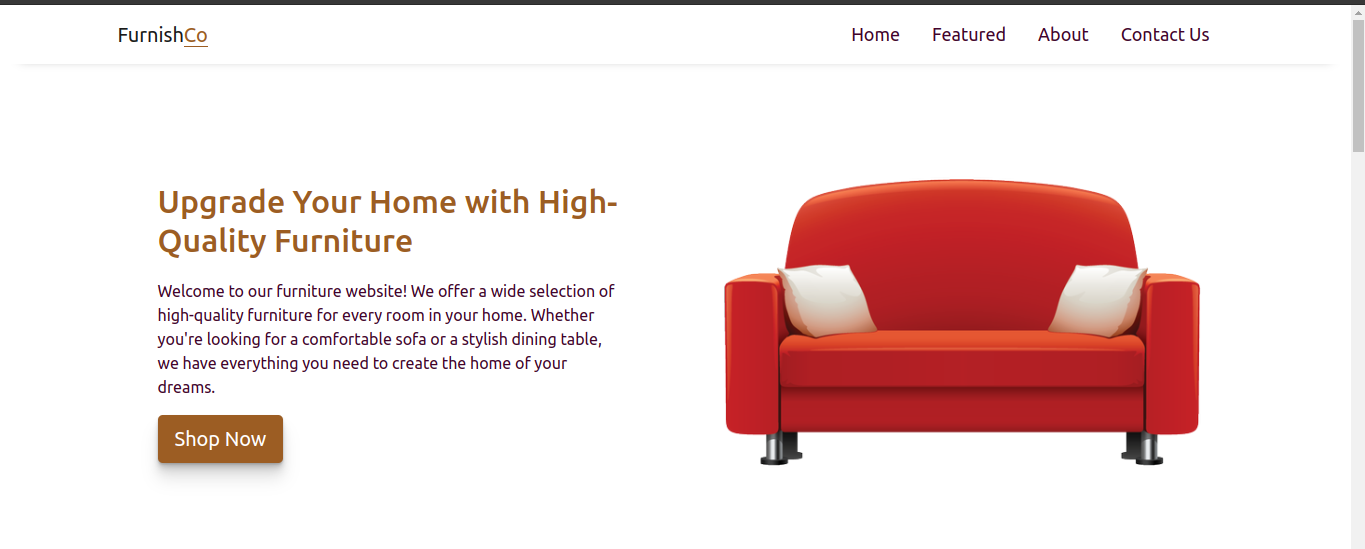 FurnishCo
Home Featured About Contact Us
Upgrade Your Home with High-
Quality Furniture
Welcome to our furniture website! We offer a wide selection of
high-quality furniture for every room in your home. Whether
you're looking for a comfortable sofa or a stylish dining table,
we have everything you need to create the home of your
dreams.
Shop Now